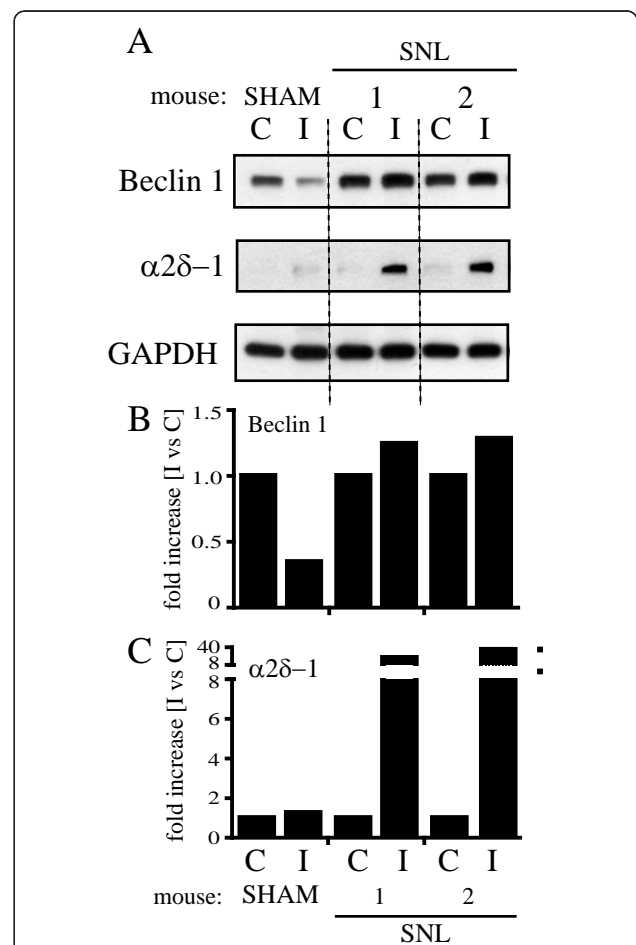 A
SNL
mouse: SHAM 1 2
C I C I C I
Beclin 1
α2δ–1
GAPDH
B
Beclin 1
fold increase [I vs C]
1.5
1.0
0.5
0
C
α2δ–1
fold increase [I vs C]
40
8
8
6
4
2
0
C I C I C I
mouse: SHAM 1 2
SNL